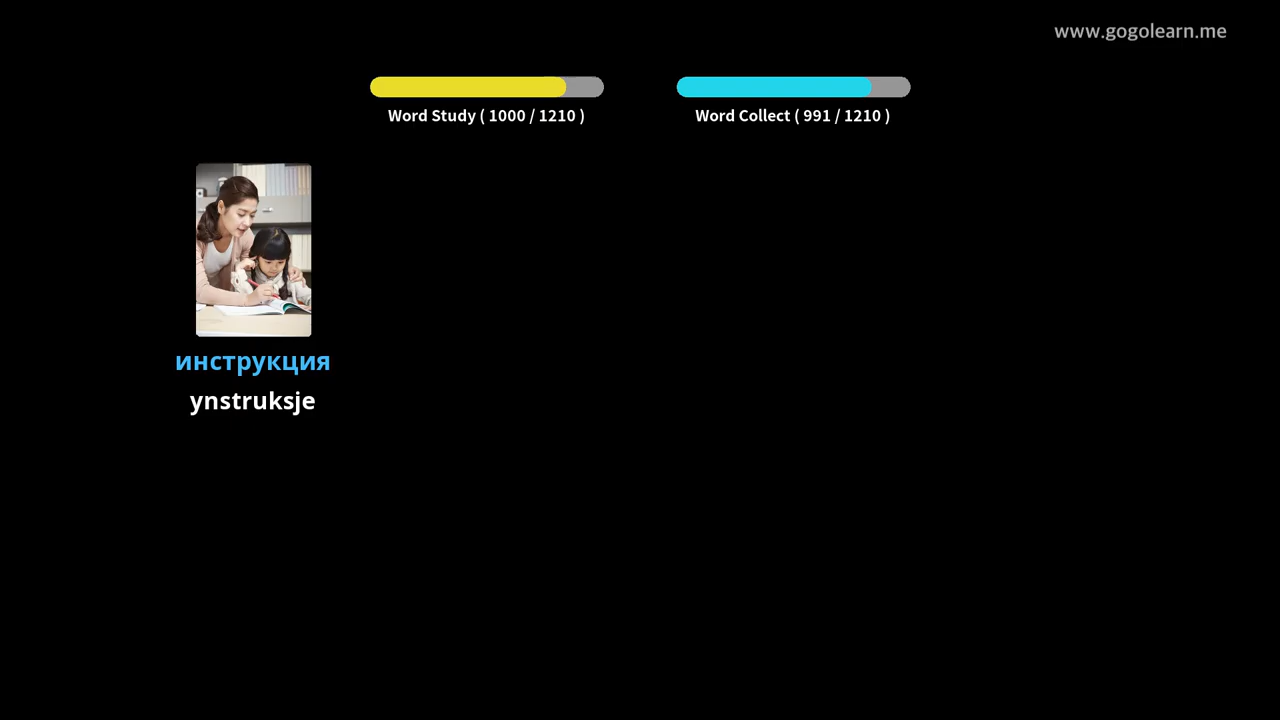 www.gogolearn.me
Word Study ( 1000 / 1210 )
Word Collect ( 991 / 1210 )
инструкция
ynstruksje